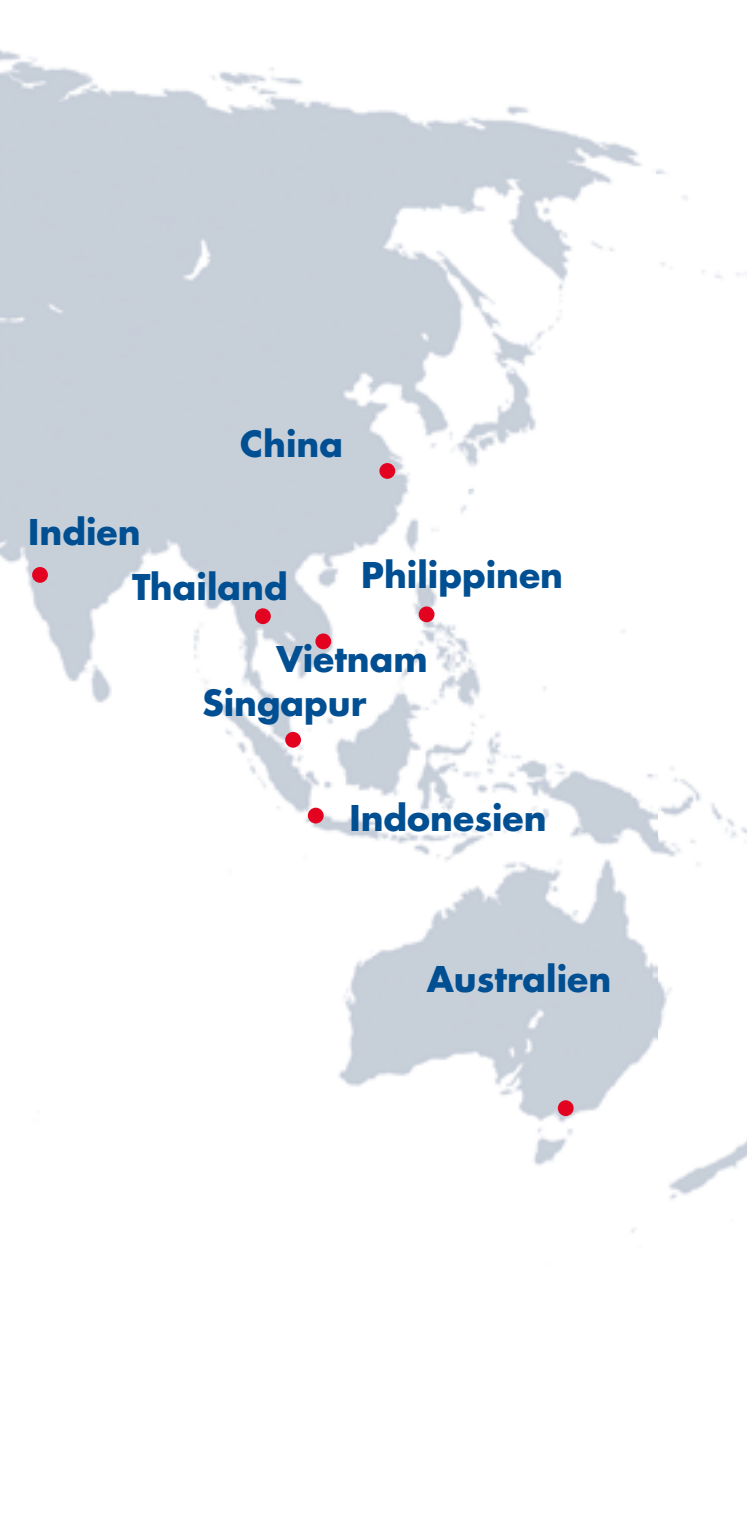 China
Indien
Thailand
Philippinen
Vietnam
Singapur
Indonesien
Australien